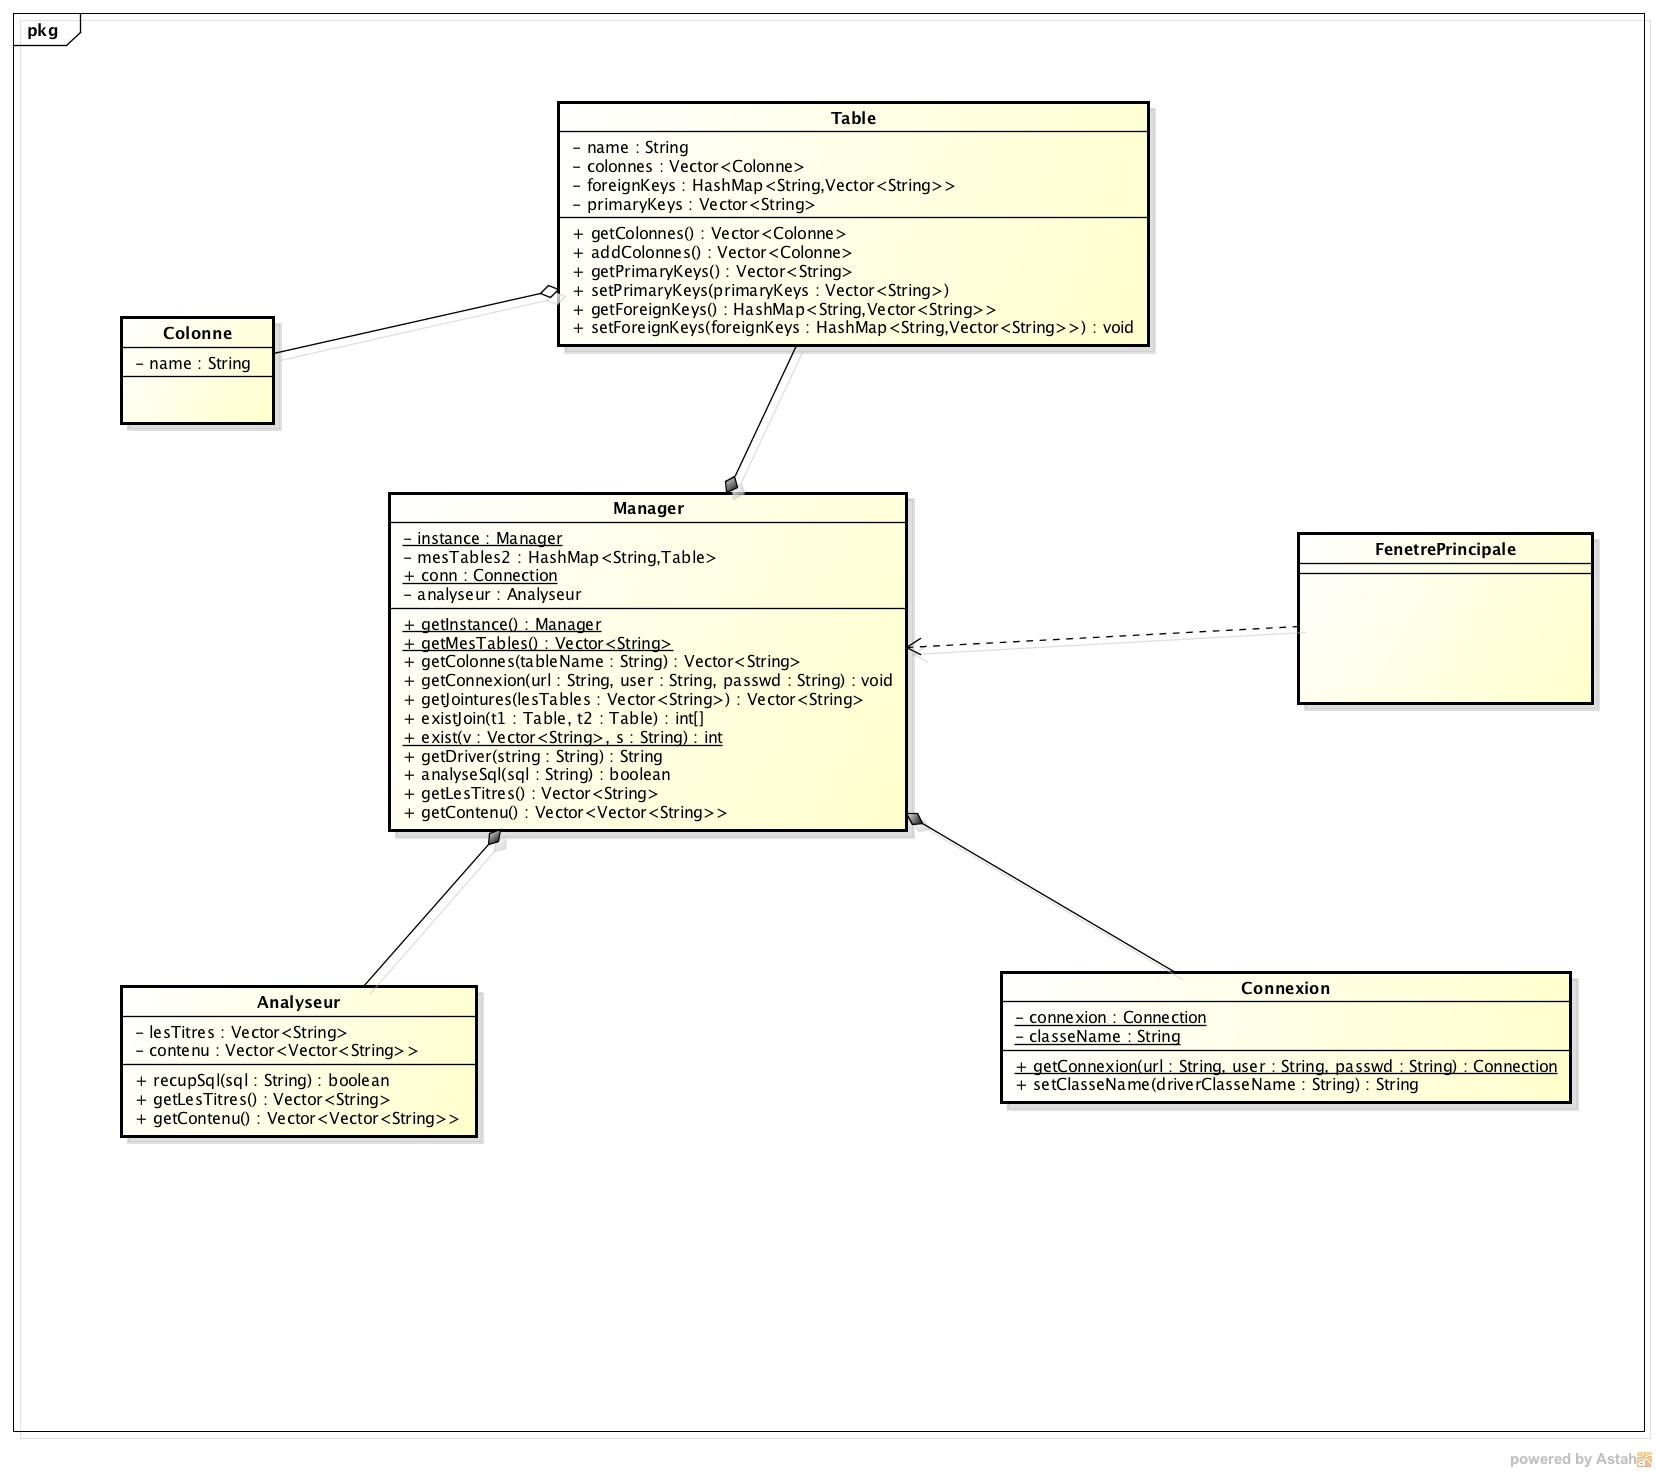 pkg
Table
– name : String
– colonnes : Vector<Colonne>
– foreignKeys : HashMap<String,Vector<String>>
– primaryKeys : Vector<String>
+ getColonnes() : Vector<Colonne>
+ addColonnes() : Vector<Colonne>
+ getPrimaryKeys() : Vector<String>
+ setPrimaryKeys(primaryKeys : Vector<String>)
+ getForeignKeys() : HashMap<String,Vector<String>>
+ setForeignKeys(foreignKeys : HashMap<String,Vector<String>>) : void
Colonne
– name : String
Manager
– instance : Manager
– mesTables2 : HashMap<String,Table>
+ conn : Connection
– analyseur : Analyseur
+ getInstance() : Manager
+ getMesTables() : Vector<String>
+ getColonnes(tableName : String) : Vector<String>
+ getConnexion(url : String, user : String, passwd : String) : void
+ getJointures(lesTables : Vector<String>) : Vector<String>
+ existJoin(t1 : Table, t2 : Table) : int[]
+ exist(v : Vector<String>, s : String) : int
+ getDriver(string : String) : String
+ analyseSql(sql : String) : boolean
+ getLesTitres() : Vector<String>
+ getContenu() : Vector<Vector<String>>
FenetrePrincipale
Analyseur
– lesTitres : Vector<String>
– contenu : Vector<Vector<String>>
+ recupSql(sql : String) : boolean
+ getLesTitres() : Vector<String>
+ getContenu() : Vector<Vector<String>>
Connexion
– connexion : Connection
– classeName : String
+ getConnexion(url : String, user : String, passwd : String) : Connection
+ setClasseName(driverClasseName : String) : String
powered by Astah